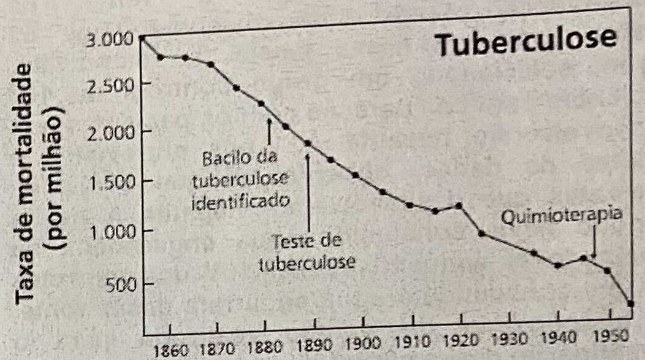 Tuberculose
Taxa de mortalidade
(por milhão)
3.000
2.500
2.000
1.500
1.000
500
Bacilo da
tuberculose
identificado
Teste de
tuberculose
Quimioterapia
1860 1870 1880 1890 1900 1910 1920 1930 1940 1950